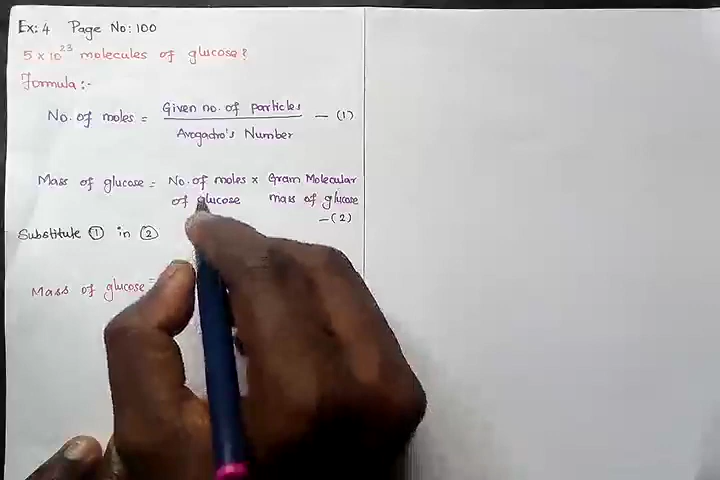 Ex: 4 Page No: 100
5 x 10²³ molecules of glucose?
Formula :-
No. of moles = Given no. of particles — (1)
Avogadro's Number
Mass of glucose = No. of moles x Gram Molecular
of glucose mass of glucose
— (2)
Substitute ① in ②
Mass of glucose =